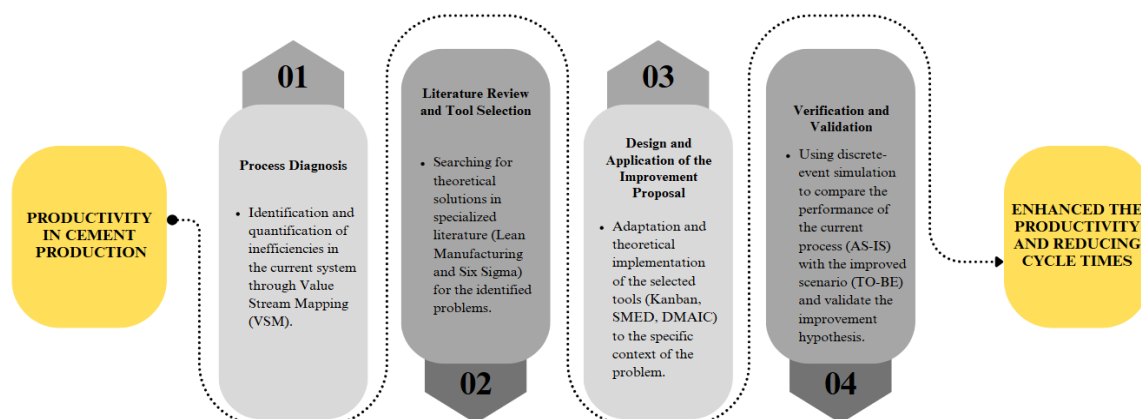 PRODUCTIVITY
IN CEMENT
PRODUCTION
01
Process Diagnosis
• Identification and
quantification of
inefficiencies in
the current system
through Value
Stream Mapping
(VSM).
Literature Review
and Tool Selection
• Searching for
theoretical
solutions in
specialized
literature (Lean
Manufacturing
and Six Sigma)
for the identified
problems.
02
03
Design and
Application of the
Improvement
Proposal
• Adaptation and
theoretical
implementation
of the selected
tools (Kanban,
SMED, DMAIC)
to the specific
context of the
problem.
Verification and
Validation
• Using discrete-
event simulation
to compare the
performance of
the current
process (AS-IS)
with the improved
scenario (TO-BE)
and validate the
improvement
hypothesis.
04
ENHANCED THE
PRODUCTIVITY
AND REDUCING
CYCLE TIMES